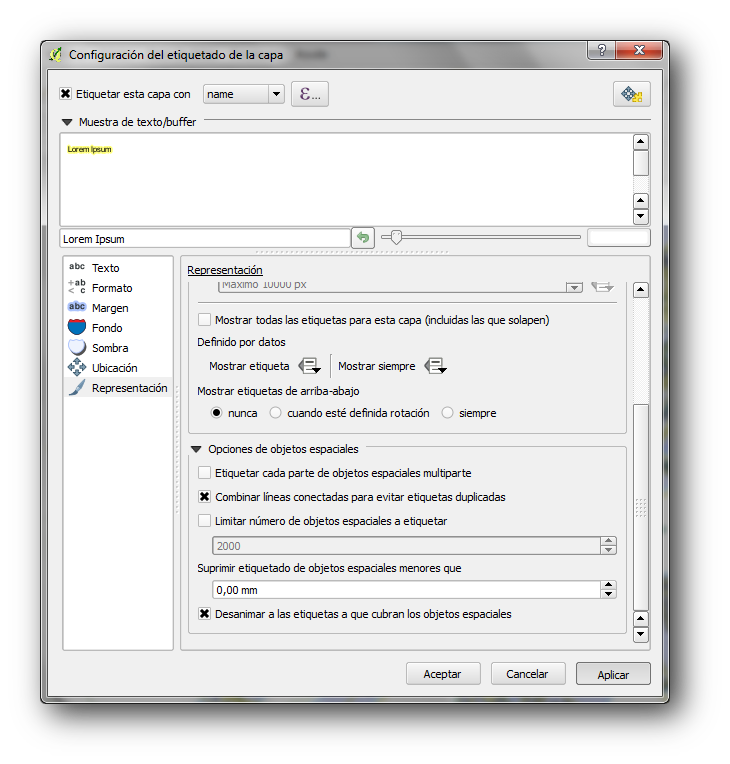 Configuración del etiquetado de la capa
Etiquetar esta capa con name ε...
Muestra de texto/buffer
Lorem Ipsum
Lorem Ipsum
abc Texto
+ab < c Formato
abc Margen
Fondo
Sombra
Ubicación
Representación
Representación
Máximo 10000 px
Mostrar todas las etiquetas para esta capa (incluidas las que solapen)
Definido por datos
Mostrar etiqueta Mostrar siempre
Mostrar etiquetas de arriba-abajo
nunca cuando esté definida rotación siempre
Opciones de objetos espaciales
Etiquetar cada parte de objetos espaciales multiparte
Combinar líneas conectadas para evitar etiquetas duplicadas
Limitar número de objetos espaciales a etiquetar
2000
Suprimir etiquetado de objetos espaciales menores que
0,00 mm
Desanimar a las etiquetas a que cubran los objetos espaciales
Aceptar Cancelar Aplicar